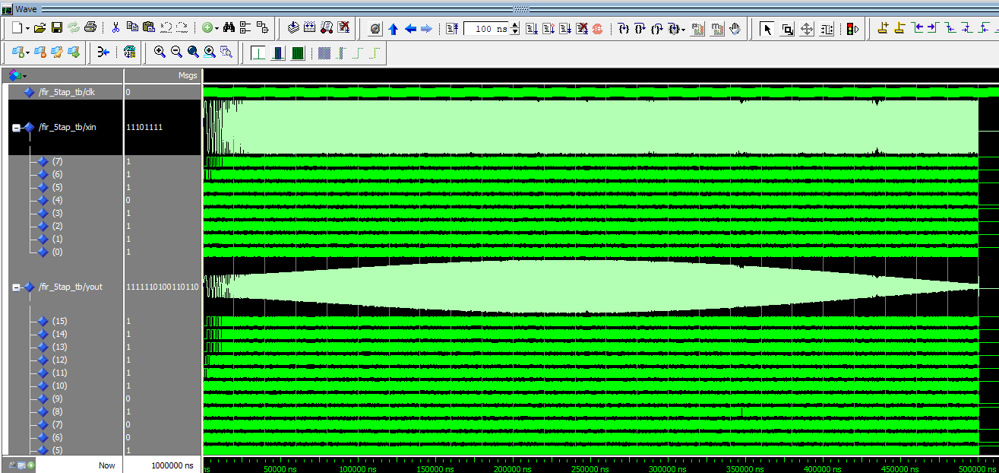 Wave
100 ns
Msgs
/fir_5tap_tb/clk 0
/fir_5tap_tb/xin 11101111
(7) 1
(6) 1
(5) 1
(4) 0
(3) 1
(2) 1
(1) 1
(0) 1
/fir_5tap_tb/yout 1111110100110110
(15) 1
(14) 1
(13) 1
(12) 1
(11) 1
(10) 1
(9) 0
(8) 1
(7) 0
(6) 0
(5) 1
Now 1000000 ns
ns 50000 ns 100000 ns 150000 ns 200000 ns 250000 ns 300000 ns 350000 ns 400000 ns 450000 ns 500000 ns